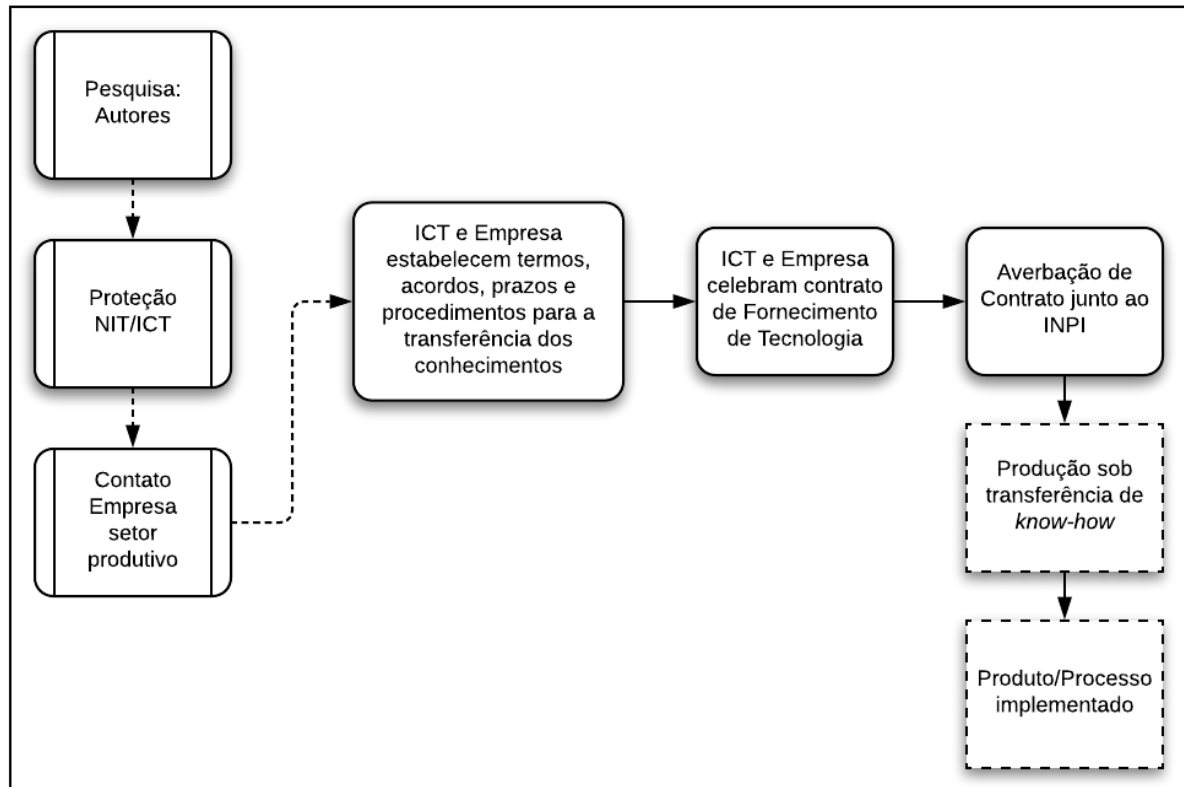 Pesquisa:
Autores
Proteção
NIT/ICT
Contato
Empresa
setor
produtivo
ICT e Empresa
estabelecem termos,
acordos, prazos e
procedimentos para a
transferência dos
conhecimentos
ICT e Empresa
celebram contrato
de Fornecimento
de Tecnologia
Averbação de
Contrato junto ao
INPI
Produção sob
transferência de
know-how
Produto/Processo
implementado